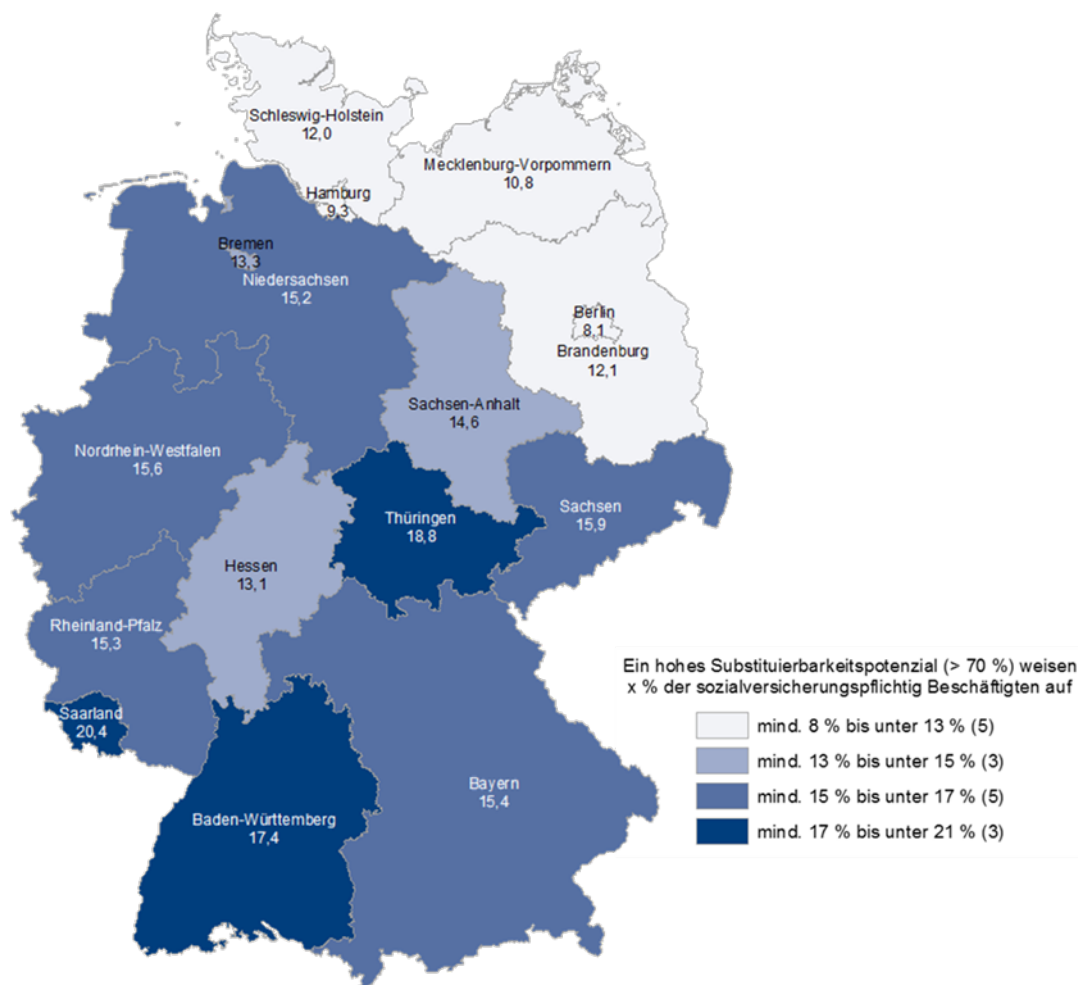 Schleswig-Holstein
12,0
Mecklenburg-Vorpommern
10,8
Hamburg
9,3
Bremen
13,3
Niedersachsen
15,2
Berlin
8,1
Brandenburg
12,1
Sachsen-Anhalt
14,6
Nordrhein-Westfalen
15,6
Sachsen
15,9
Thüringen
18,8
Hessen
13,1
Rheinland-Pfalz
15,3
Saarland
20,4
Bayern
15,4
Baden-Württemberg
17,4
Ein hohes Substituierbarkeitspotenzial (> 70 %) weisen
x % der sozialversicherungspflichtig Beschäftigten auf
mind. 8 % bis unter 13 % (5)
mind. 13 % bis unter 15 % (3)
mind. 15 % bis unter 17 % (5)
mind. 17 % bis unter 21 % (3)